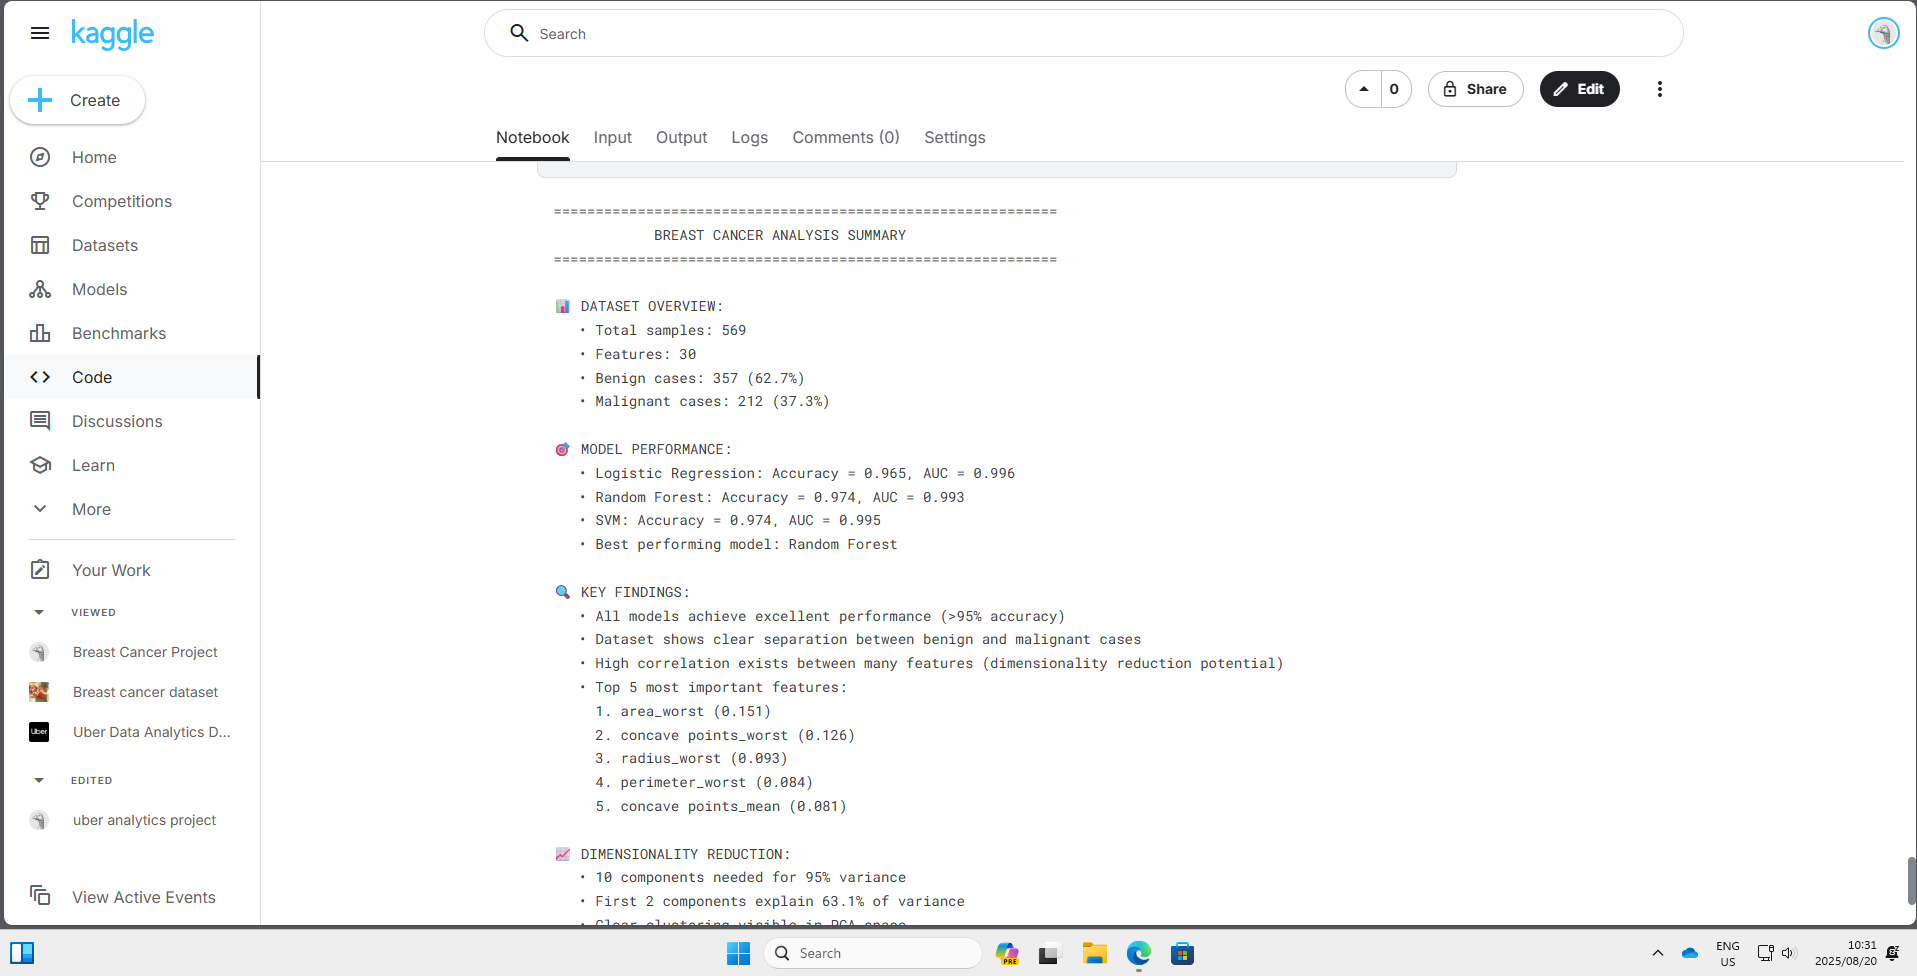 kaggle
Search
Create
0
Share
Edit
Notebook
Input
Output
Logs
Comments (0)
Settings
Home
Competitions
Datasets
Models
Benchmarks
Code
Discussions
Learn
More
Your Work
VIEWED
Breast Cancer Project
Breast cancer dataset
Uber
Uber Data Analytics D...
EDITED
uber analytics project
View Active Events
============================================================
BREAST CANCER ANALYSIS SUMMARY
============================================================
📊 DATASET OVERVIEW:
• Total samples: 569
• Features: 30
• Benign cases: 357 (62.7%)
• Malignant cases: 212 (37.3%)
🎯 MODEL PERFORMANCE:
• Logistic Regression: Accuracy = 0.965, AUC = 0.996
• Random Forest: Accuracy = 0.974, AUC = 0.993
• SVM: Accuracy = 0.974, AUC = 0.995
• Best performing model: Random Forest
🔍 KEY FINDINGS:
• All models achieve excellent performance (>95% accuracy)
• Dataset shows clear separation between benign and malignant cases
• High correlation exists between many features (dimensionality reduction potential)
• Top 5 most important features:
1. area_worst (0.151)
2. concave points_worst (0.126)
3. radius_worst (0.093)
4. perimeter_worst (0.084)
5. concave points_mean (0.081)
📈 DIMENSIONALITY REDUCTION:
• 10 components needed for 95% variance
• First 2 components explain 63.1% of variance
• Clear clustering visible in PCA space
Search
PRE
ENG
US
10:31
2025/08/20